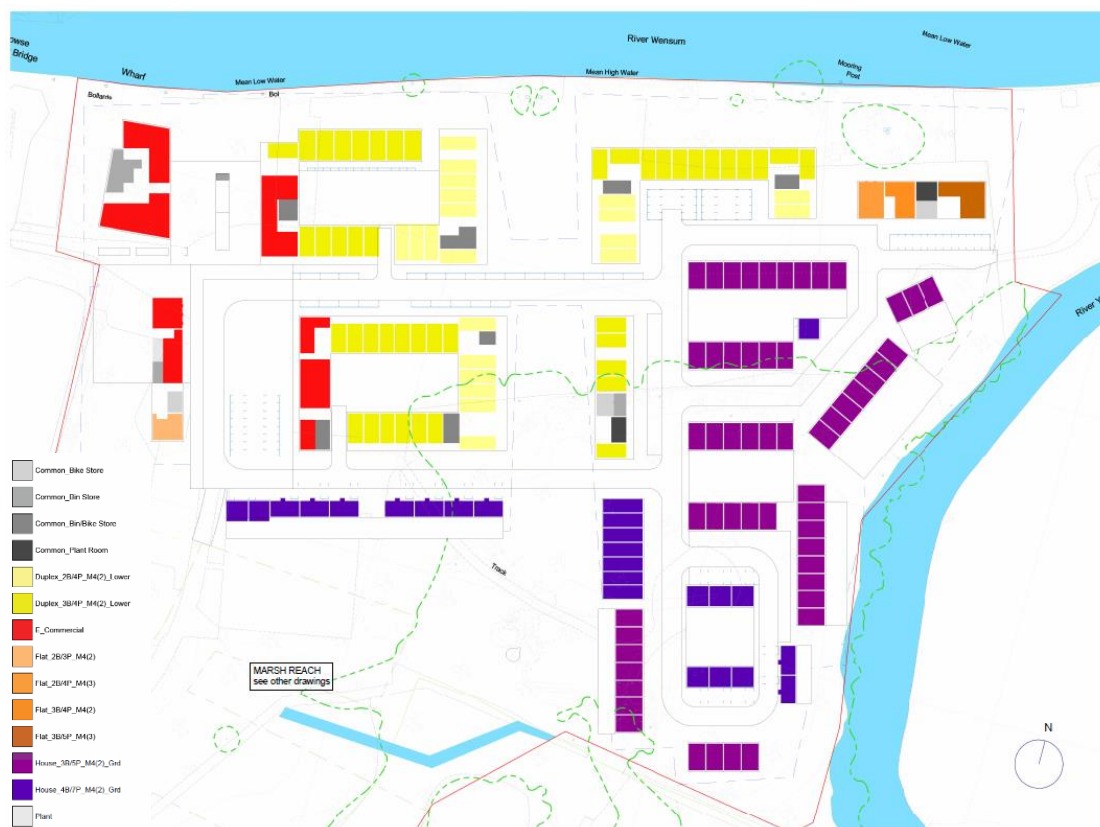 owse
Bridge
Wharf
Bollards
Mean Low Water
Bol
River Wensum
Mean High Water
Mean Low Water
Mooring
Post
River Y
Track
MARSH REACH
see other drawings
N
Common_Bike Store
Common_Bin Store
Common_Bin/Bike Store
Common_Plant Room
Duplex_2B/4P_M4(2)_Lower
Duplex_3B/4P_M4(2)_Lower
E_Commercial
Flat_2B/3P_M4(2)
Flat_2B/4P_M4(3)
Flat_3B/4P_M4(2)
Flat_3B/5P_M4(3)
House_3B/5P_M4(2)_Grd
House_4B/7P_M4(2)_Grd
Plant